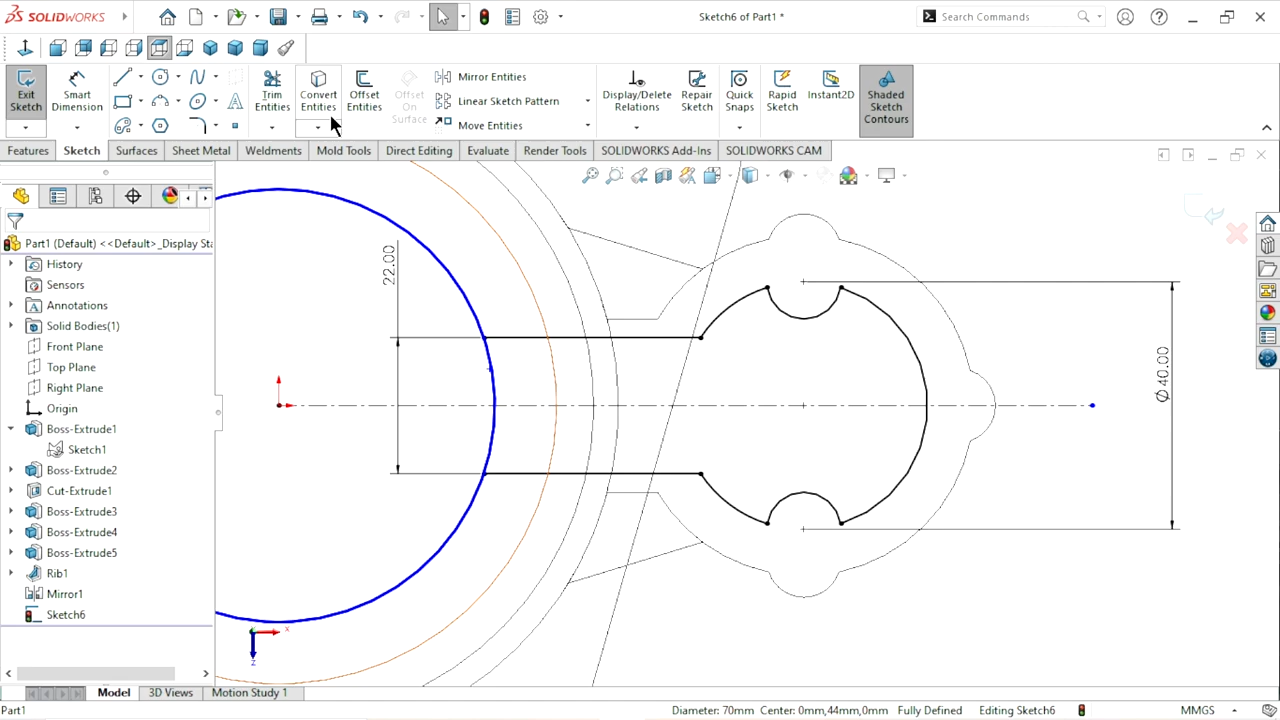 SOLIDWORKS
Sketch6 of Part1 *
Search Commands
Exit Sketch
Smart Dimension
Trim Entities
Convert Entities
Offset Entities
Offset On Surface
Mirror Entities
Linear Sketch Pattern
Move Entities
Display/Delete Relations
Repair Sketch
Quick Snaps
Rapid Sketch
Instant2D
Shaded Sketch Contours
Features
Sketch
Surfaces
Sheet Metal
Weldments
Mold Tools
Direct Editing
Evaluate
Render Tools
SOLIDWORKS Add-Ins
SOLIDWORKS CAM
Part1 (Default) <<Default>_Display Sta
History
Sensors
Annotations
Solid Bodies(1)
Front Plane
Top Plane
Right Plane
Origin
Boss-Extrude1
Sketch1
Boss-Extrude2
Cut-Extrude1
Boss-Extrude3
Boss-Extrude4
Boss-Extrude5
Rib1
Mirror1
Sketch6
22.00
Ø40.00
x
z
Model
3D Views
Motion Study 1
Part1
Diameter: 70mm Center: 0mm,44mm,0mm
Fully Defined
Editing Sketch6
MMGS